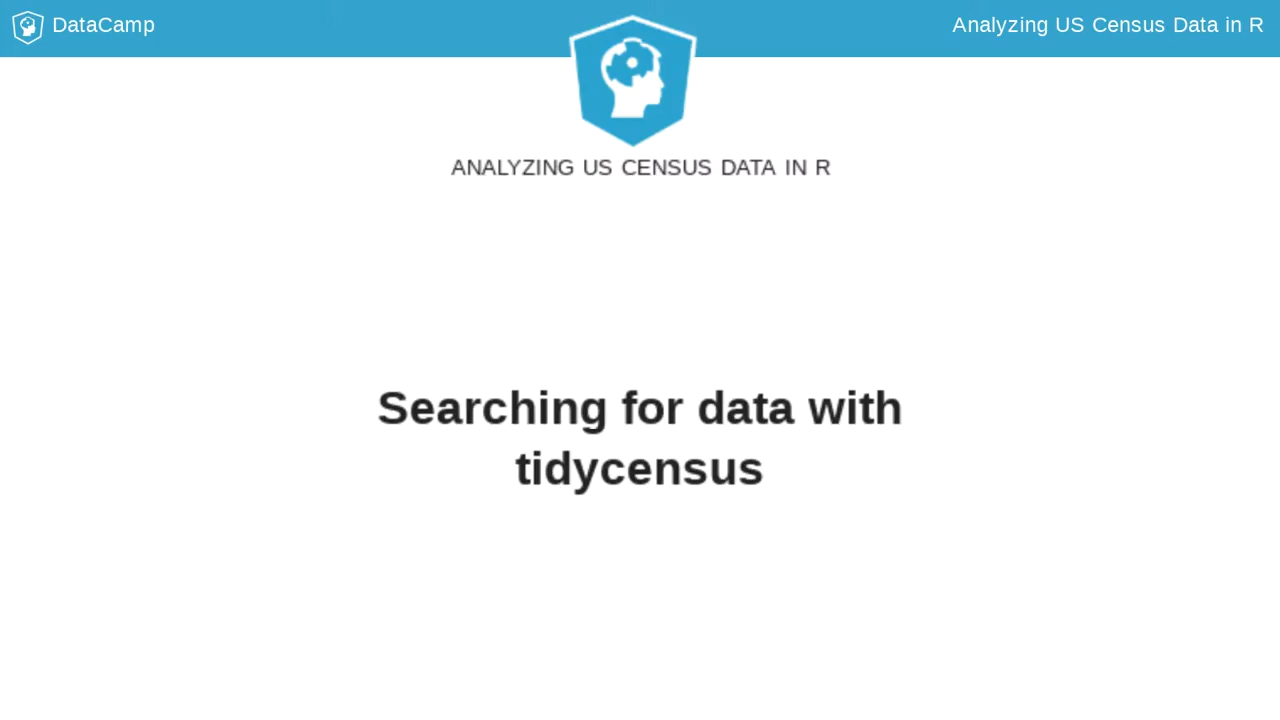 DataCamp
Analyzing US Census Data in R
ANALYZING US CENSUS DATA IN R
Searching for data with
tidycensus